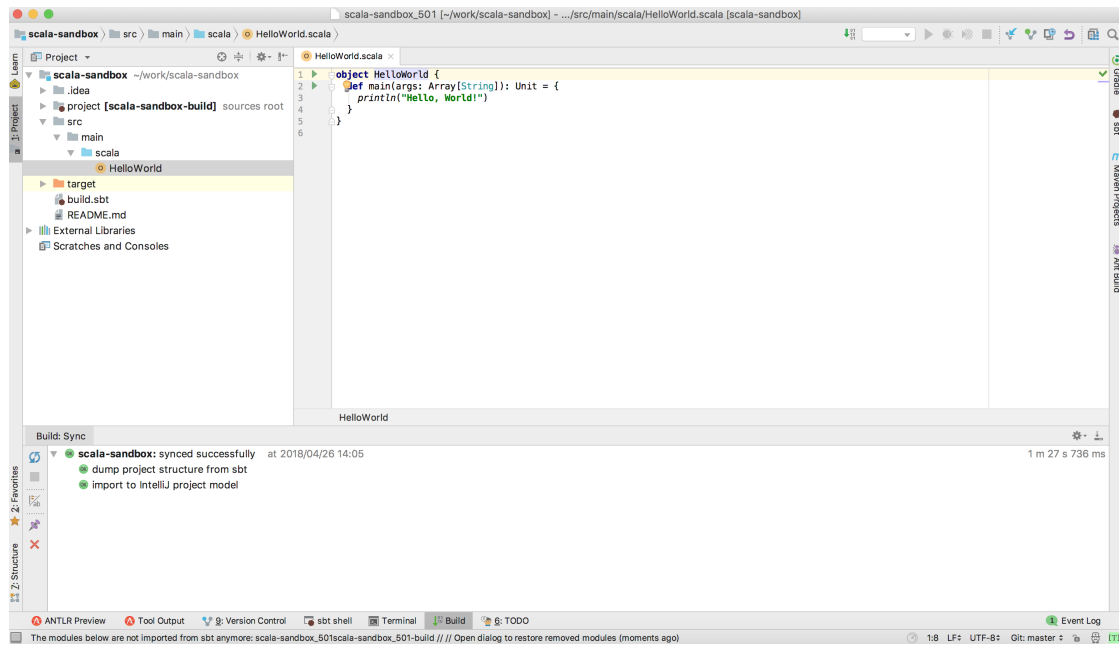 scala-sandbox_501 [~/work/scala-sandbox] - .../src/main/scala/HelloWorld.scala [scala-sandbox]
scala-sandbox src main scala HelloWorld.scala
Learn
1: Project
2: Favorites
7: Structure
Project
scala-sandbox ~/work/scala-sandbox
.idea
project [scala-sandbox-build] sources root
src
main
scala
HelloWorld
target
build.sbt
README.md
External Libraries
Scratches and Consoles
HelloWorld.scala
1 object HelloWorld {
2 def main(args: Array[String]): Unit = {
3 println("Hello, World!")
4 }
5 }
6
HelloWorld
Gradle
sbt
Maven Projects
Ant Build
Build: Sync
scala-sandbox: synced successfully at 2018/04/26 14:05 1 m 27 s 736 ms
dump project structure from sbt
import to IntelliJ project model
ANTLR Preview Tool Output 9: Version Control sbt shell Terminal Build 6: TODO 1 Event Log
The modules below are not imported from sbt anymore: scala-sandbox_501scala-sandbox_501-build // // Open dialog to restore removed modules (moments ago) 1:8 LF UTF-8 Git: master [T]